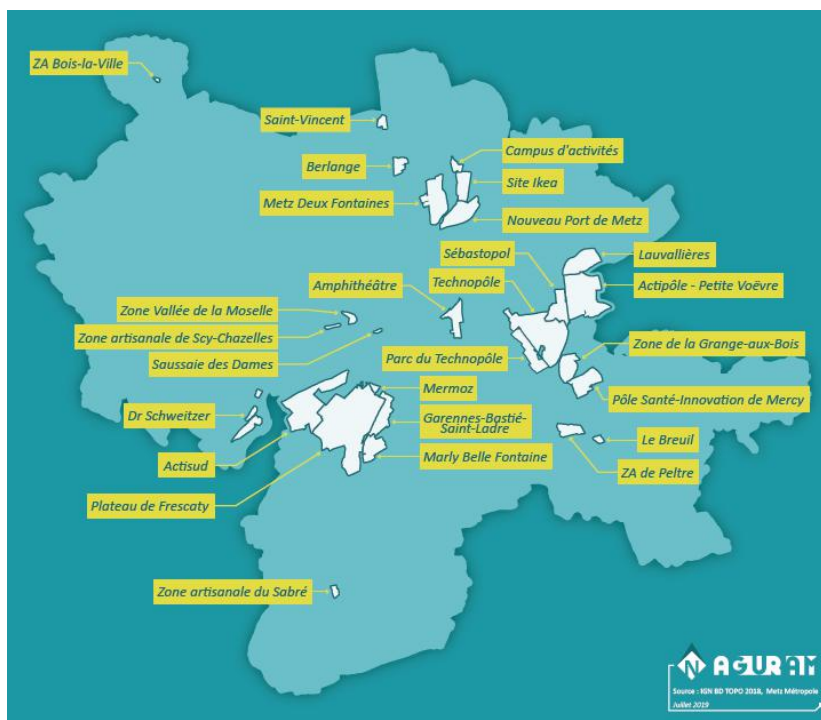 ZA Bois-la-Ville
Saint-Vincent
Campus d'activités
Berlange
Site Ikea
Metz Deux Fontaines
Nouveau Port de Metz
Sébastopol
Lauvallières
Technopôle
Actipôle - Petite Voëvre
Amphithéâtre
Zone Vallée de la Moselle
Zone artisanale de Scy-Chazelles
Zone de la Grange-aux-Bois
Saussaie des Dames
Parc du Technopôle
Mermoz
Pôle Santé-Innovation de Mercy
Dr Schweitzer
Garennes-Bastié-
Saint-Ladre
Le Breuil
Actisud
Marly Belle Fontaine
ZA de Peltre
Plateau de Frescaty
Zone artisanale du Sabré
AGURAM
Source : IGN BD TOPO 2018, Metz Métropole
Juillet 2019